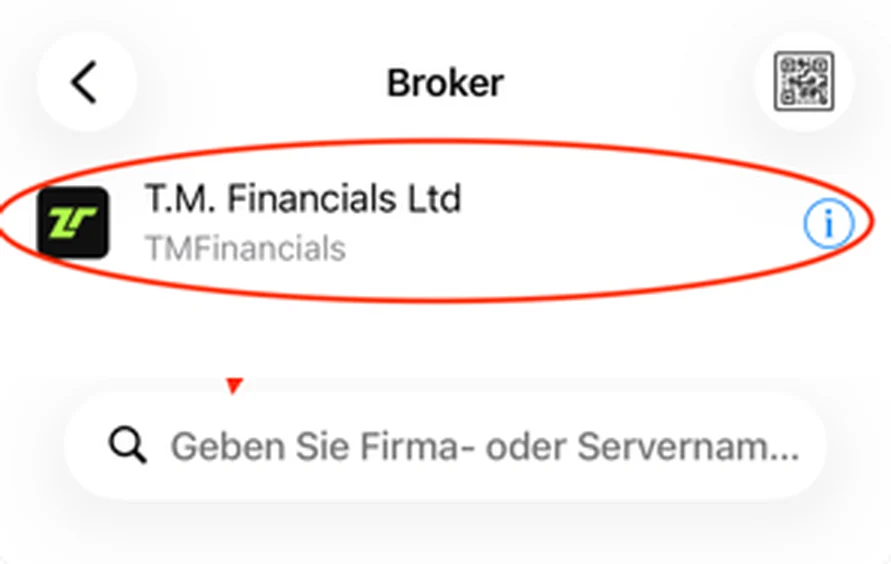 Broker
T.M. Financials Ltd
TMFinancials
Geben Sie Firma- oder Servernam...